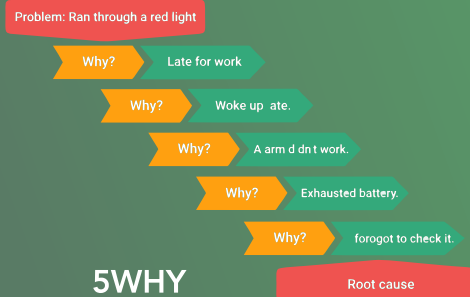 Problem: Ran through a red light
Why? Late for work
Why? Woke up ate.
Why? A arm d dn t work.
Why? Exhausted battery.
Why? forogot to check it.
5WHY
Root cause